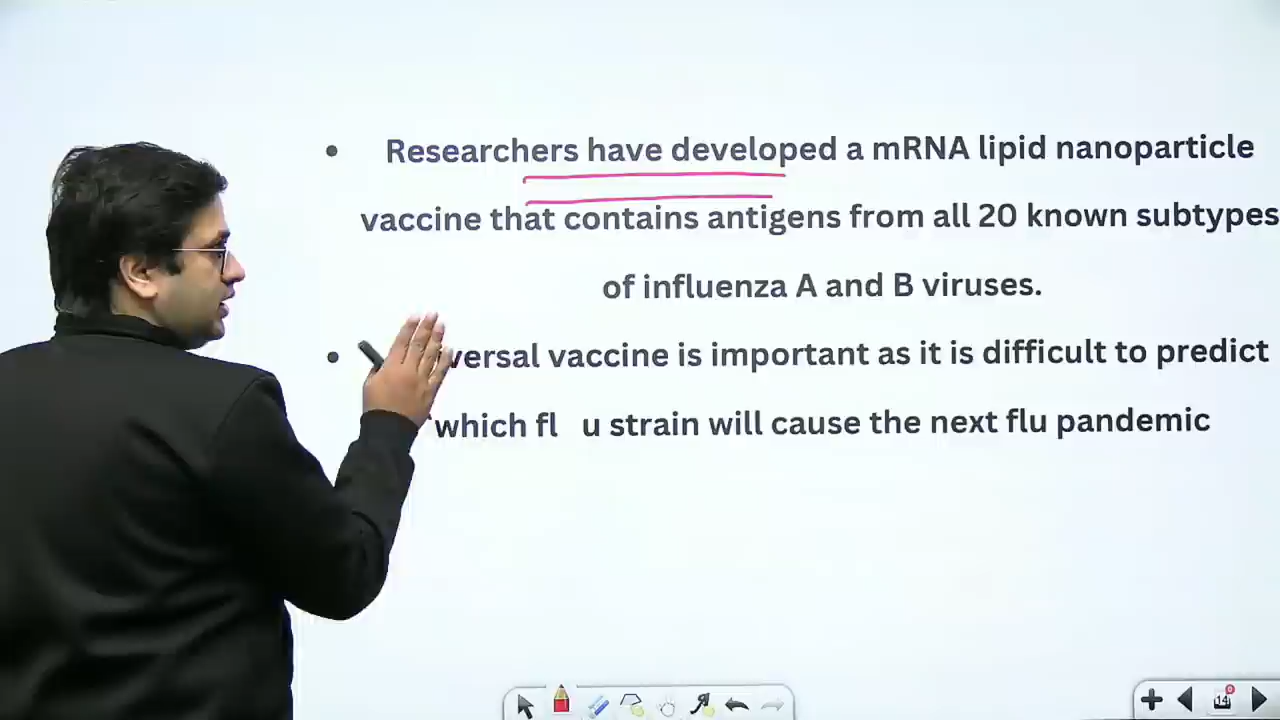 • Researchers have developed a mRNA lipid nanoparticle
vaccine that contains antigens from all 20 known subtypes
of influenza A and B viruses.
• versal vaccine is important as it is difficult to predict
which fl u strain will cause the next flu pandemic
14